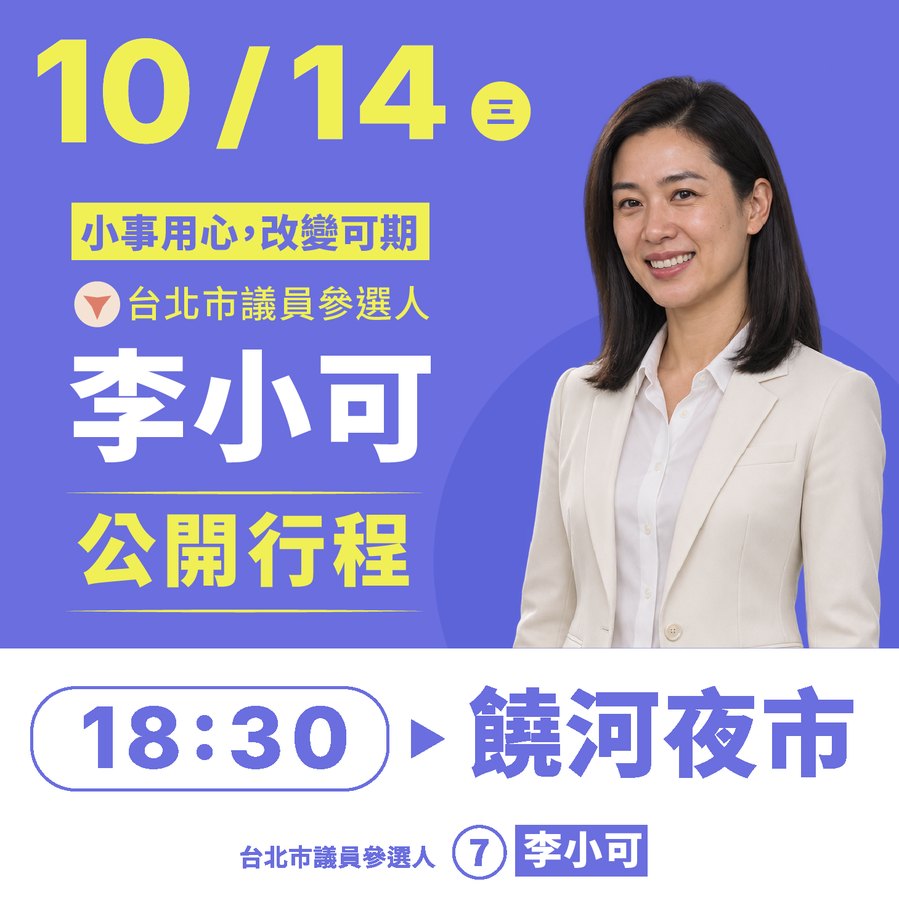 10/14 三
小事用心,改變可期
台北市議員參選人
李小可
公開行程
18:30 ▶ 饒河夜市
台北市議員參選人 7 李小可